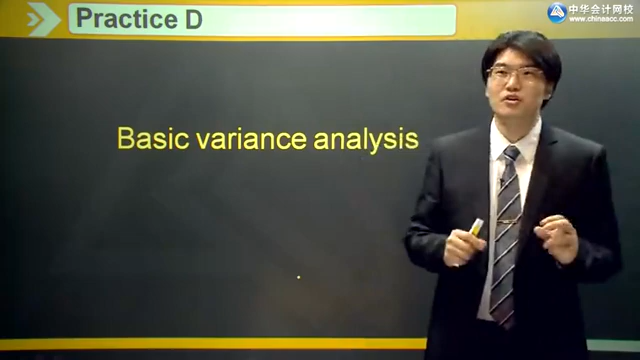 Practice D
中华会计网校
www.chinaacc.com
Basic variance analysis